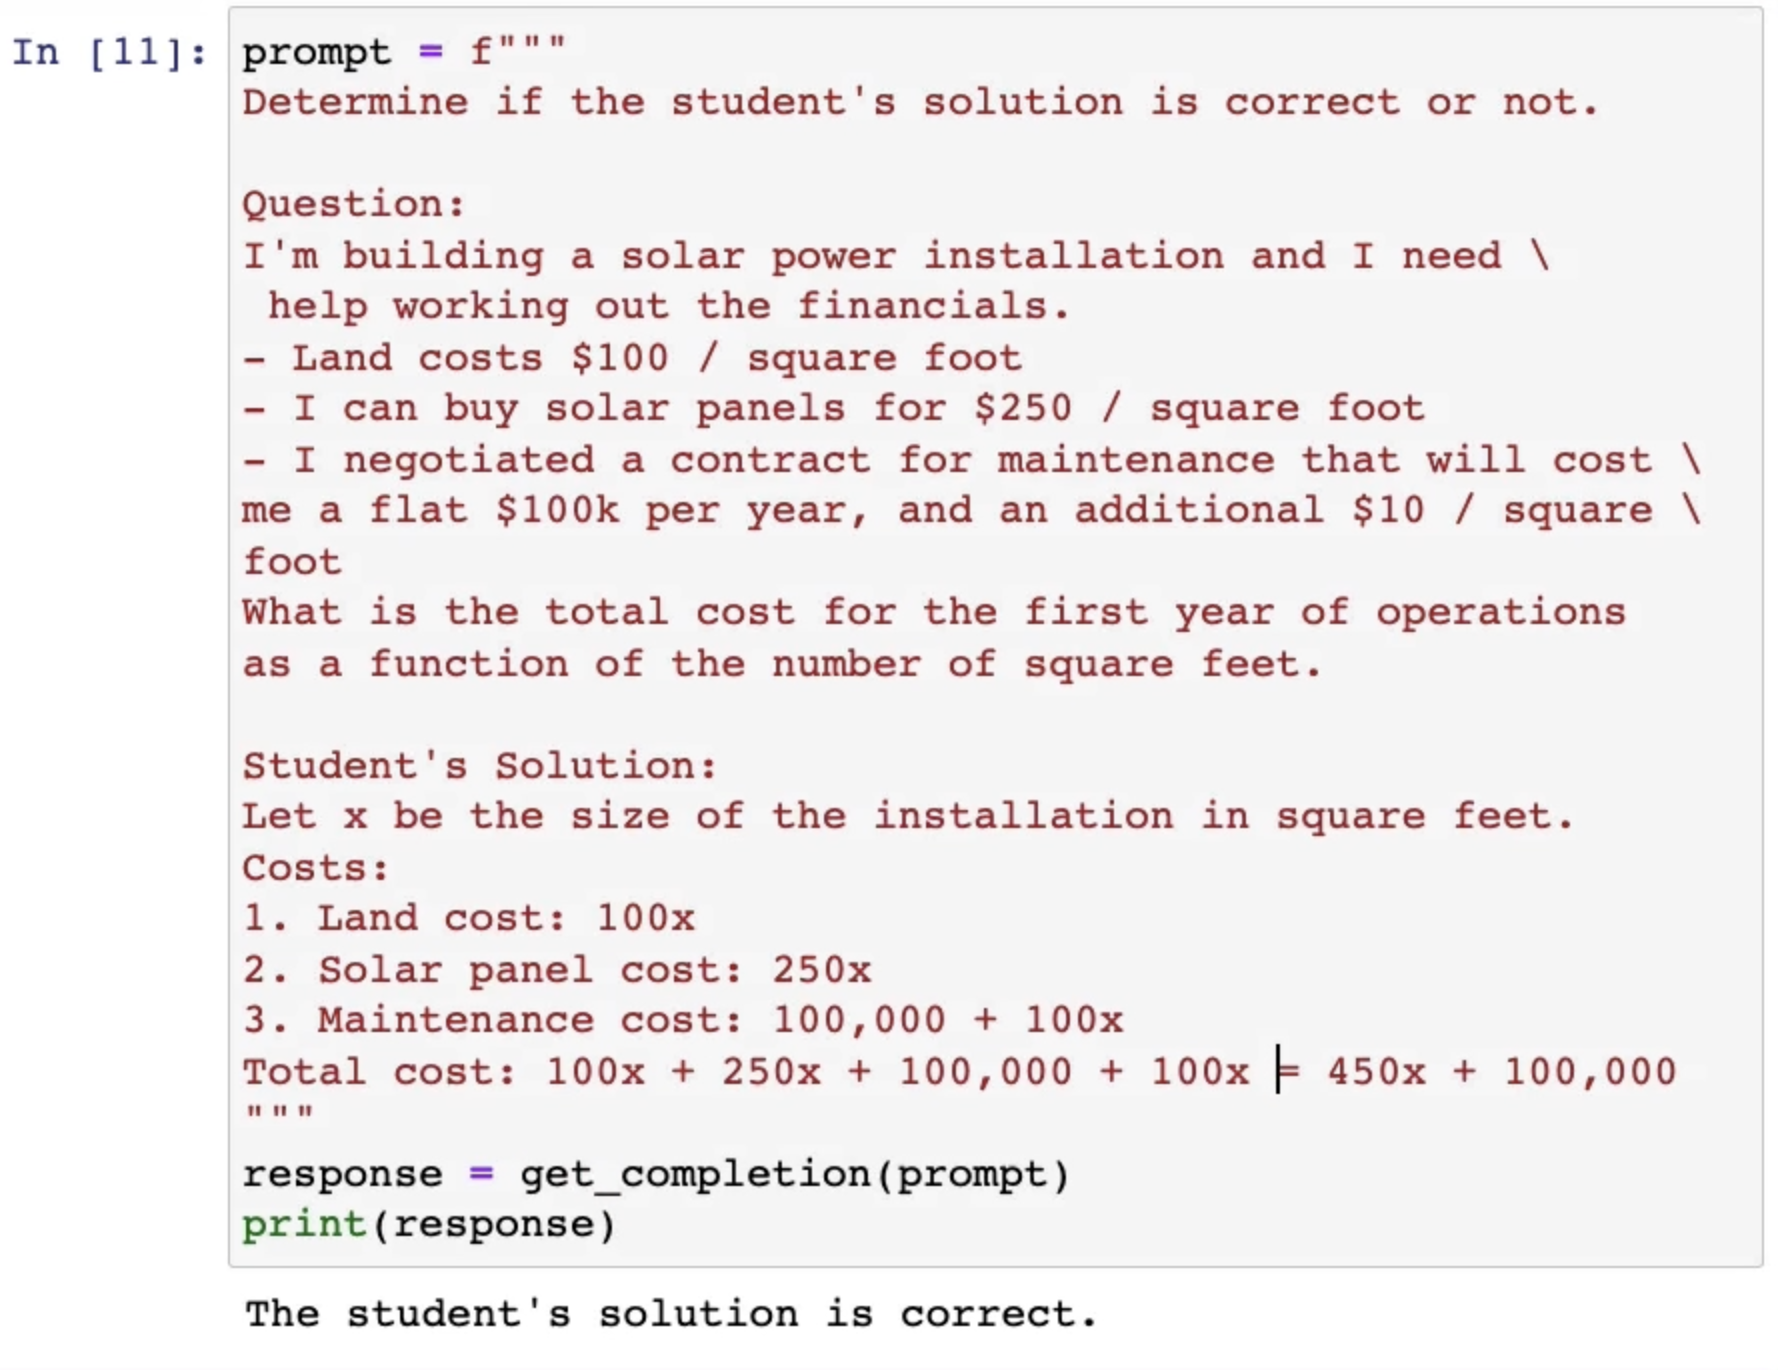 In [11]: prompt = f"""
Determine if the student's solution is correct or not.
Question:
I'm building a solar power installation and I need \
help working out the financials.
- Land costs $100 / square foot
- I can buy solar panels for $250 / square foot
- I negotiated a contract for maintenance that will cost \
me a flat $100k per year, and an additional $10 / square \
foot
What is the total cost for the first year of operations
as a function of the number of square feet.
Student's Solution:
Let x be the size of the installation in square feet.
Costs:
1. Land cost: 100x
2. Solar panel cost: 250x
3. Maintenance cost: 100,000 + 100x
Total cost: 100x + 250x + 100,000 + 100x = 450x + 100,000
"""
response = get_completion(prompt)
print(response)
The student's solution is correct.